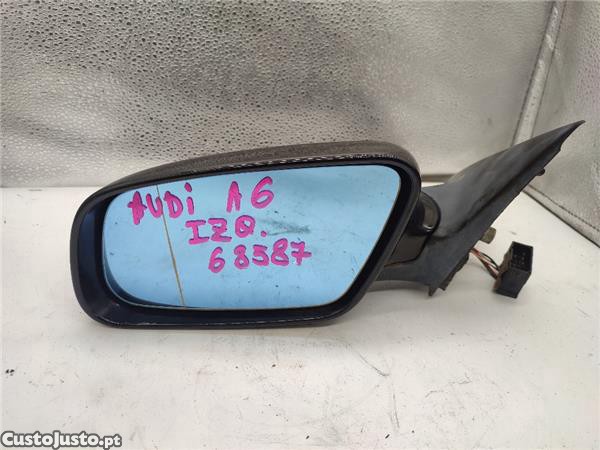 AUDi A6
IZQ.
68587
CustoJusto.pt